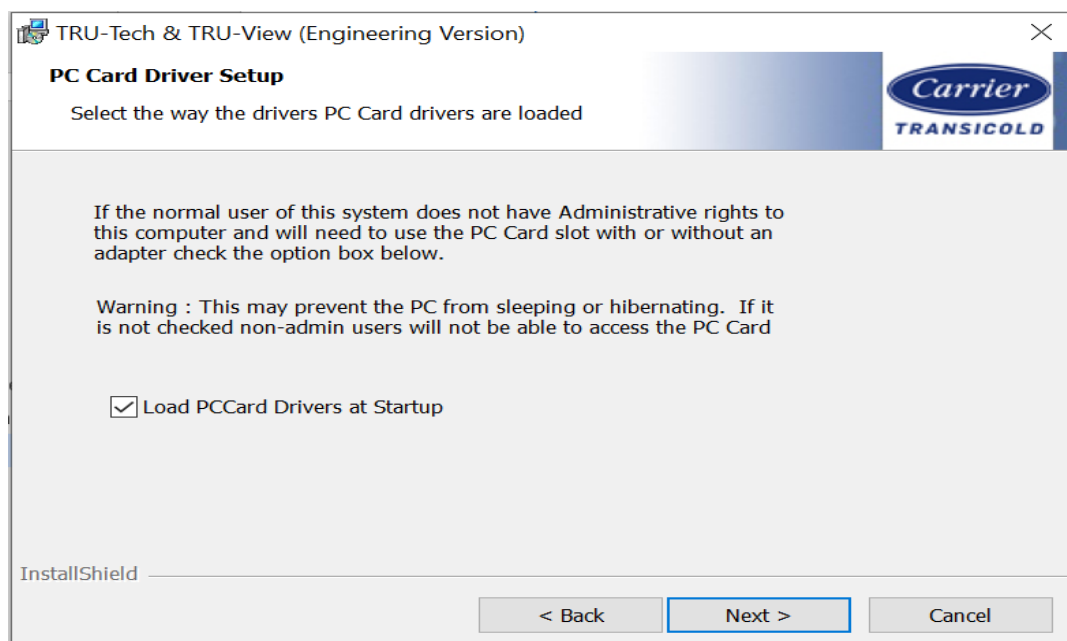 TRU-Tech & TRU-View (Engineering Version)
PC Card Driver Setup
Select the way the drivers PC Card drivers are loaded
Carrier
TRANSICOLD
If the normal user of this system does not have Administrative rights to
this computer and will need to use the PC Card slot with or without an
adapter check the option box below.
Warning : This may prevent the PC from sleeping or hibernating. If it
is not checked non-admin users will not be able to access the PC Card
Load PCCard Drivers at Startup
InstallShield
< Back
Next >
Cancel